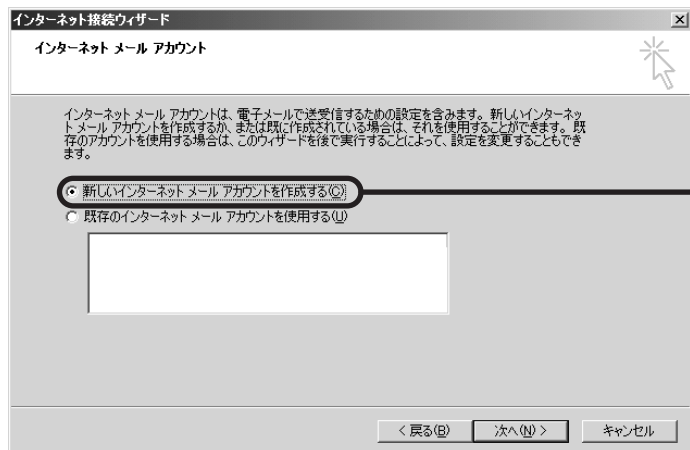 インターネット接続ウィザード
インターネット メール アカウント
インターネット メール アカウントは、電子メールで送受信するための設定を含みます。新しいインターネッ
ト メール アカウントを作成するか、または既に作成されている場合は、それを使用することができます。既
存のアカウントを使用する場合は、このウィザードを後で実行することによって、設定を変更することもでき
ます。
新しいインターネット メール アカウントを作成する(C)
既存のインターネット メール アカウントを使用する(U)
< 戻る(B)
次へ(N) >
キャンセル